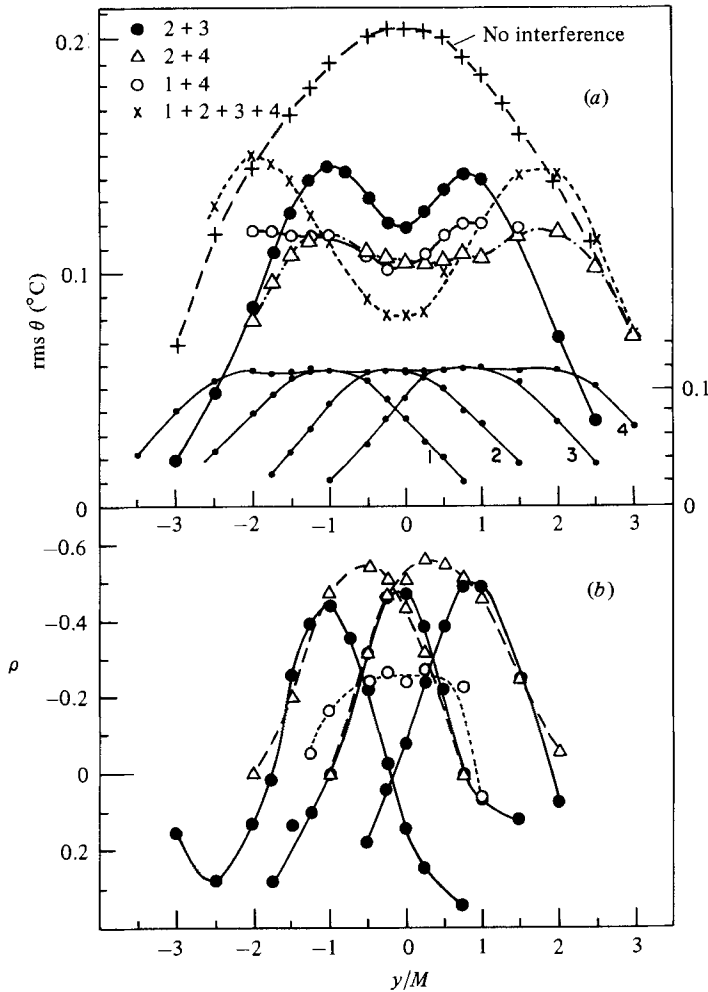 0.2
No interference
2 + 3
2 + 4
1 + 4
1 + 2 + 3 + 4
(a)
0.1
rms θ (°C)
0.1
1
2
3
4
0
0
−3 −2 −1 0 1 2 3
−0.6
(b)
−0.4
ρ
−0.2
0
0.2
−3 −2 −1 0 1 2 3
y/M